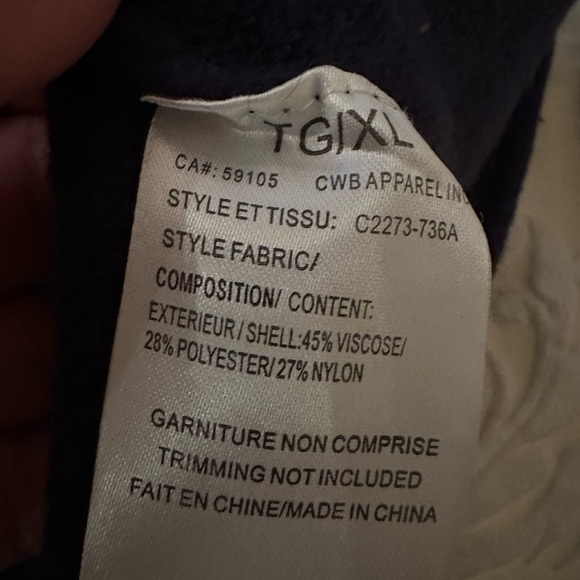 TG/XL
CA#: 59105 CWB APPAREL
STYLE ET TISSU: C2273-736A
STYLE FABRIC/
COMPOSITION/ CONTENT:
EXTERIEUR/SHELL:45% VISCOSE/
28% POLYESTER/ 27% NYLON
GARNITURE NON COMPRISE
TRIMMING NOT INCLUDED
FAIT EN CHINE/MADE IN CHINA